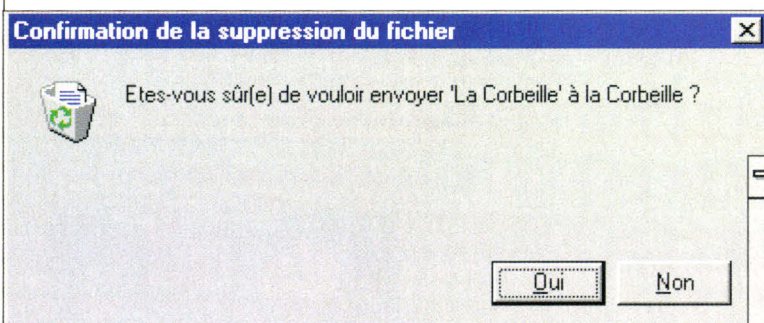 Confirmation de la suppression du fichier
Etes-vous sûr(e) de vouloir envoyer 'La Corbeille' à la Corbeille ?
Oui Non